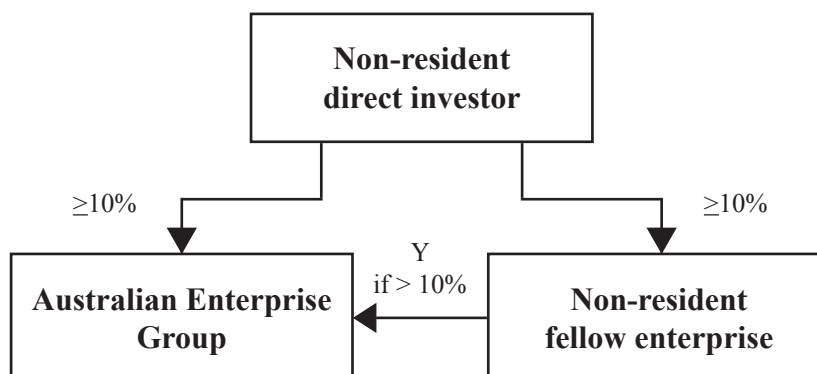 Non-resident
direct investor
≥10%
≥10%
Y
if > 10%
Australian Enterprise
Group
Non-resident
fellow enterprise